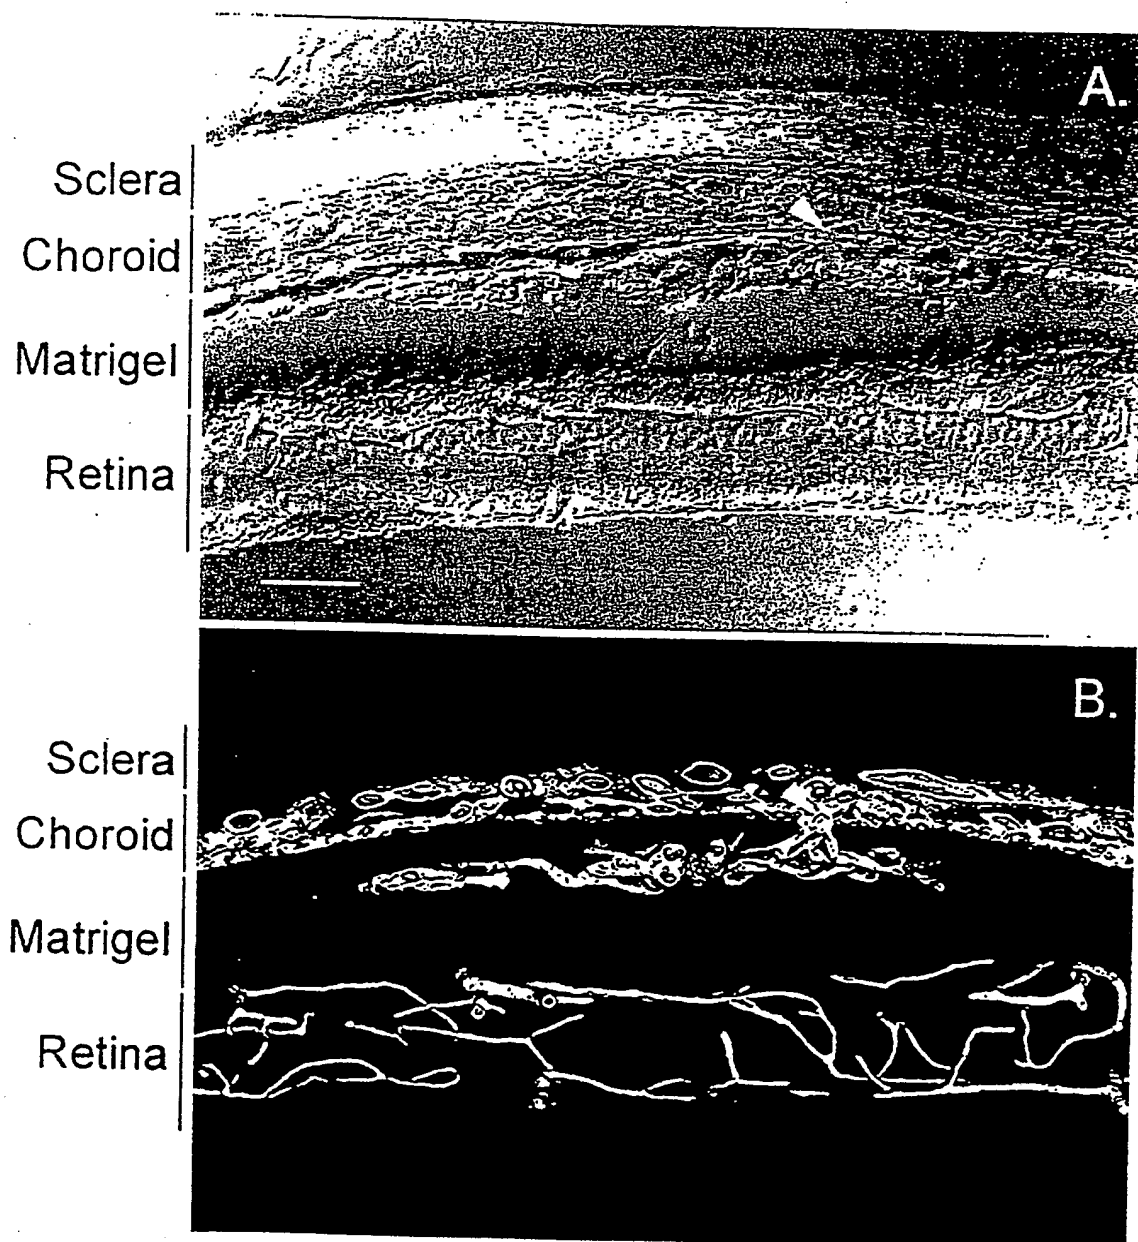 A.
Sclera
Choroid
Matrigel
Retina
B.
Sclera
Choroid
Matrigel
Retina